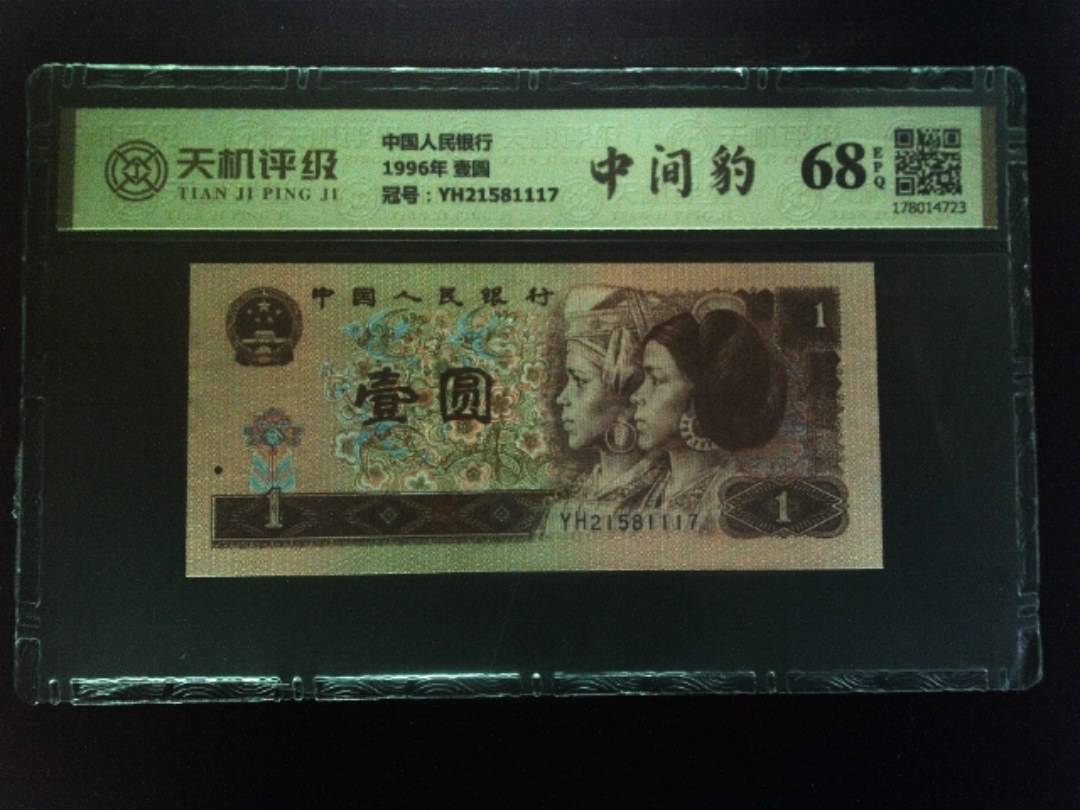 天机评级
TIAN JI PING JI
中国人民银行
1996年 壹圆
冠号：YH21581117
中间豹
68
EPQ
178014723
中国人民银行
壹圆
1
1
YH21581117
1